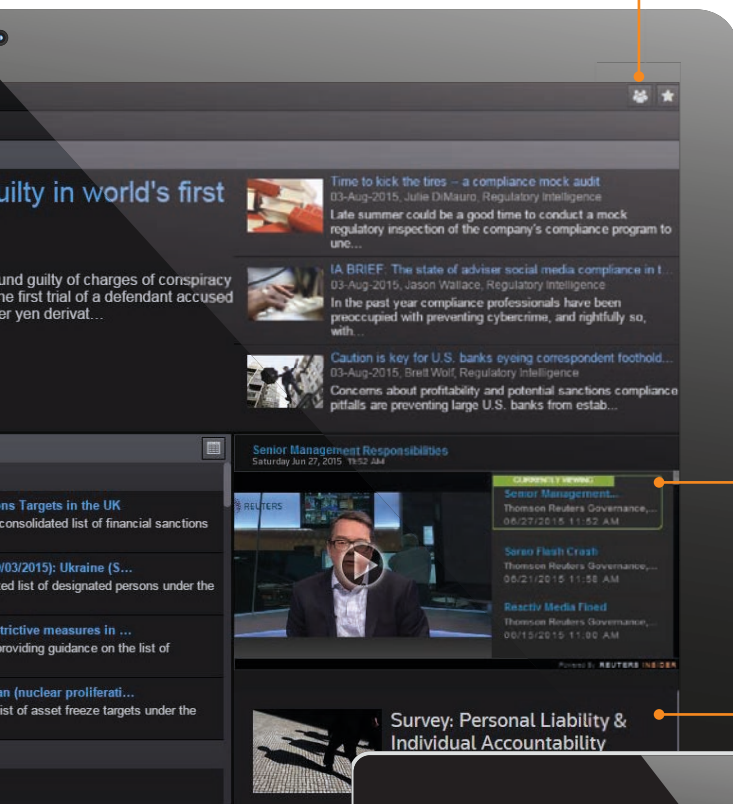 uilty in world's first
und guilty of charges of conspiracy
he first trial of a defendant accused
er yen derivat...
Time to kick the tires – a compliance mock audit
03-Aug-2015, Julie DiMauro, Regulatory Intelligence
Late summer could be a good time to conduct a mock
regulatory inspection of the company's compliance program to
une...
IA BRIEF: The state of adviser social media compliance in t...
03-Aug-2015, Jason Wallace, Regulatory Intelligence
In the past year compliance professionals have been
preoccupied with preventing cybercrime, and rightfully so,
with...
Caution is key for U.S. banks eyeing correspondent foothold...
03-Aug-2015, Brett Wolf, Regulatory Intelligence
Concerns about profitability and potential sanctions compliance
pitfalls are preventing large U.S. banks from estab...
ons Targets in the UK
consolidated list of financial sanctions
/03/2015): Ukraine (S...
ted list of designated persons under the
trictive measures in ...
providing guidance on the list of
an (nuclear proliferati...
list of asset freeze targets under the
Senior Management Responsibilities
Saturday Jun 27, 2015 11:52 AM
REUTERS
CURRENTLY VIEWING
Senior Management...
Thomson Reuters Governance,...
06/27/2015 11:52 AM
Sarao Flash Crash
Thomson Reuters Governance,...
06/21/2015 11:58 AM
Reactiv Media Fined
Thomson Reuters Governance,...
06/15/2015 11:00 AM
Powered By REUTERS INSIDER
Survey: Personal Liability &
Individual Accountability